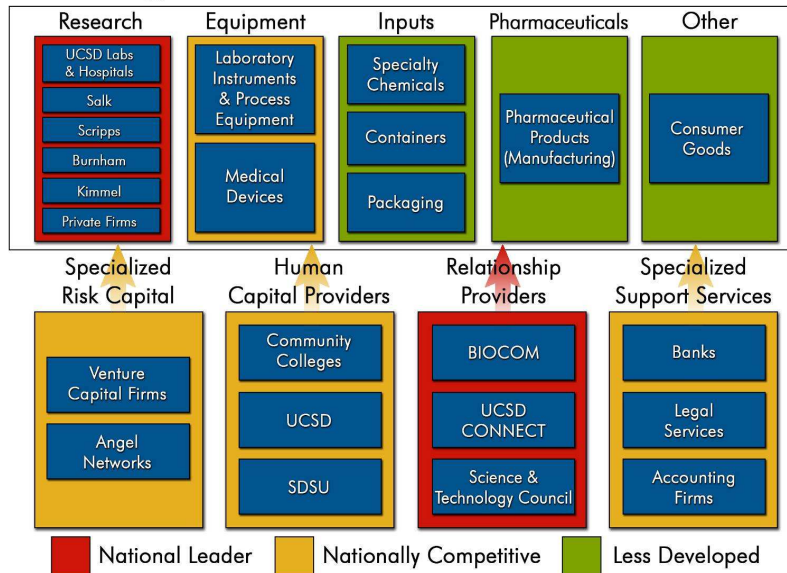 Research
Equipment
Inputs
Pharmaceuticals
Other
UCSD Labs
& Hospitals
Salk
Scripps
Burnham
Kimmel
Private Firms
Laboratory
Instruments
& Process
Equipment
Medical
Devices
Specialty
Chemicals
Containers
Packaging
Pharmaceutical
Products
(Manufacturing)
Consumer
Goods
Specialized
Risk Capital
Human
Capital Providers
Relationship
Providers
Specialized
Support Services
Venture
Capital Firms
Angel
Networks
Community
Colleges
UCSD
SDSU
BIOCOM
UCSD
CONNECT
Science &
Technology Council
Banks
Legal
Services
Accounting
Firms
National Leader
Nationally Competitive
Less Developed